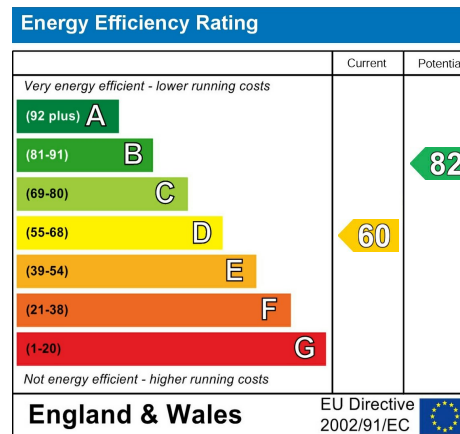 Energy Efficiency Rating
Current Potentia
Very energy efficient - lower running costs
(92 plus) A
(81-91) B
82
(69-80) C
(55-68) D
60
(39-54) E
(21-38) F
(1-20) G
Not energy efficient - higher running costs
England & Wales
EU Directive
2002/91/EC